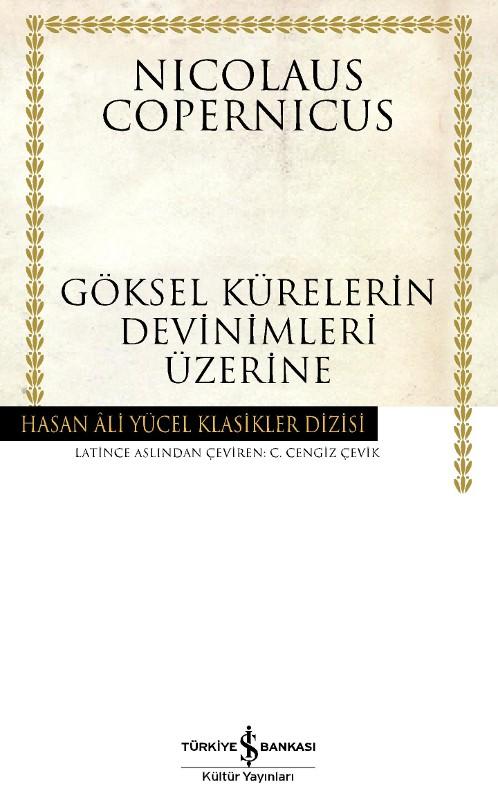 NICOLAUS
COPERNICUS
GÖKSEL KÜRELERİN
DEVİNİMLERİ
ÜZERİNE
HASAN ÂLİ YÜCEL KLASİKLER DİZİSİ
LATİNCE ASLINDAN ÇEVİREN: C. CENGİZ ÇEVİK
TÜRKİYE İŞ BANKASI
Kültür Yayınları